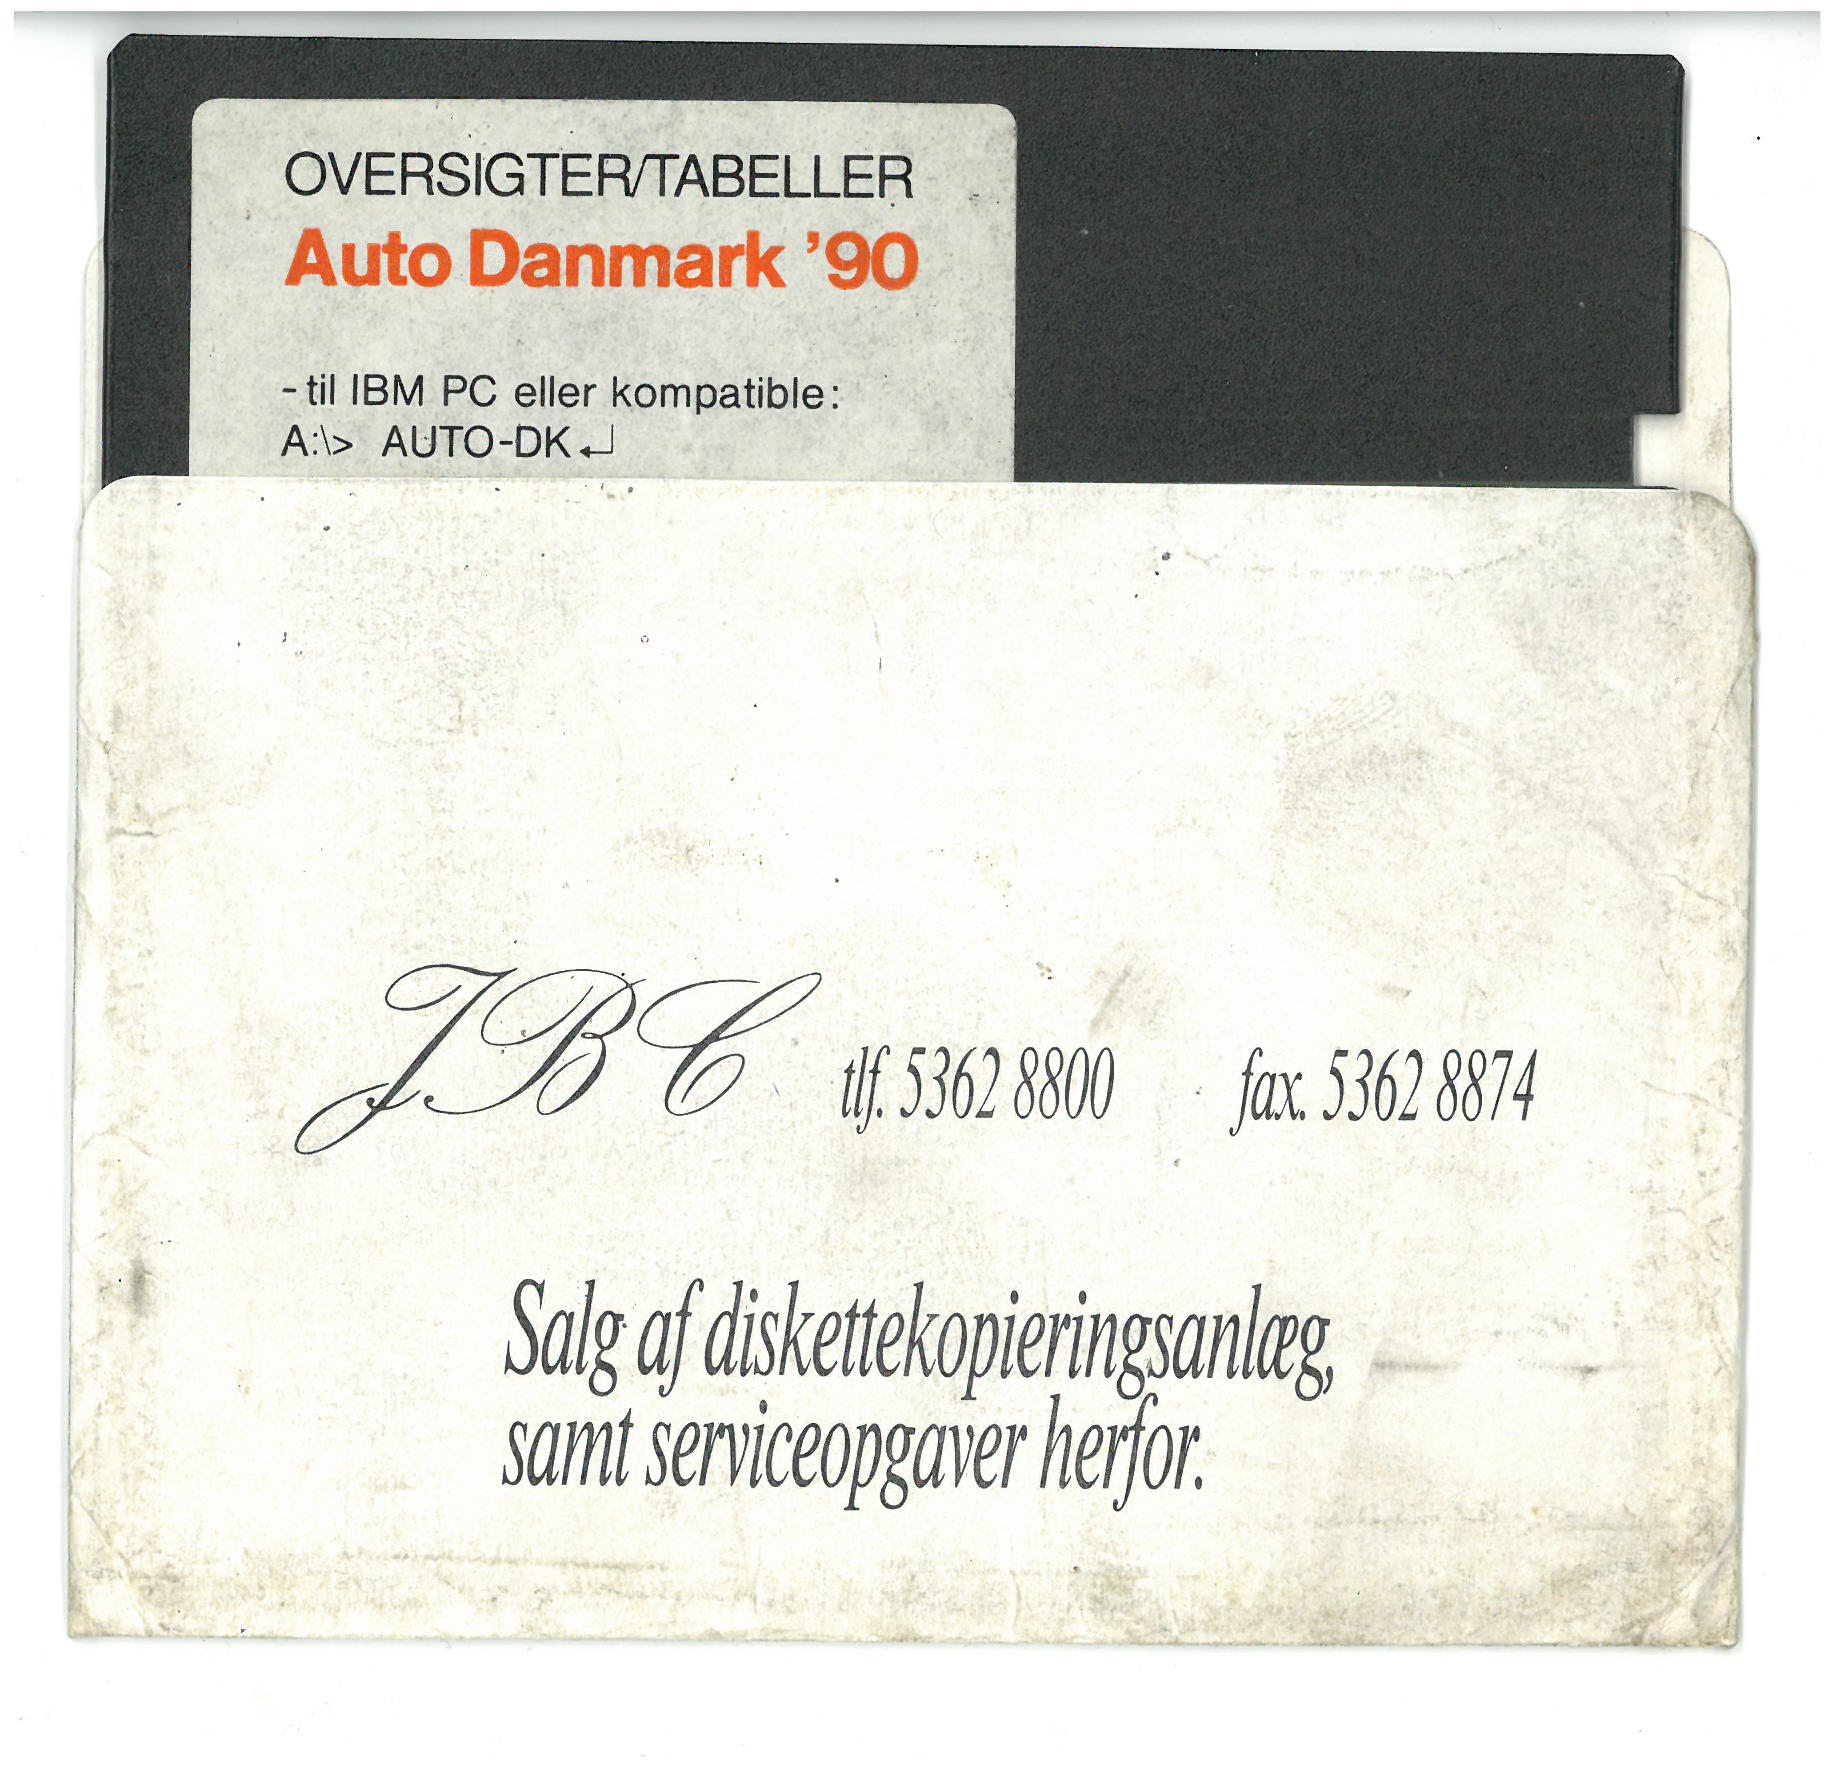 OVERSIGTER/TABELLER
Auto Danmark '90
- til IBM PC eller kompatible:
A:\> AUTO-DK↵
JBC tlf. 5362 8800 fax. 5362 8874
Salg af diskettekopieringsanlæg,
samt serviceopgaver herfor.